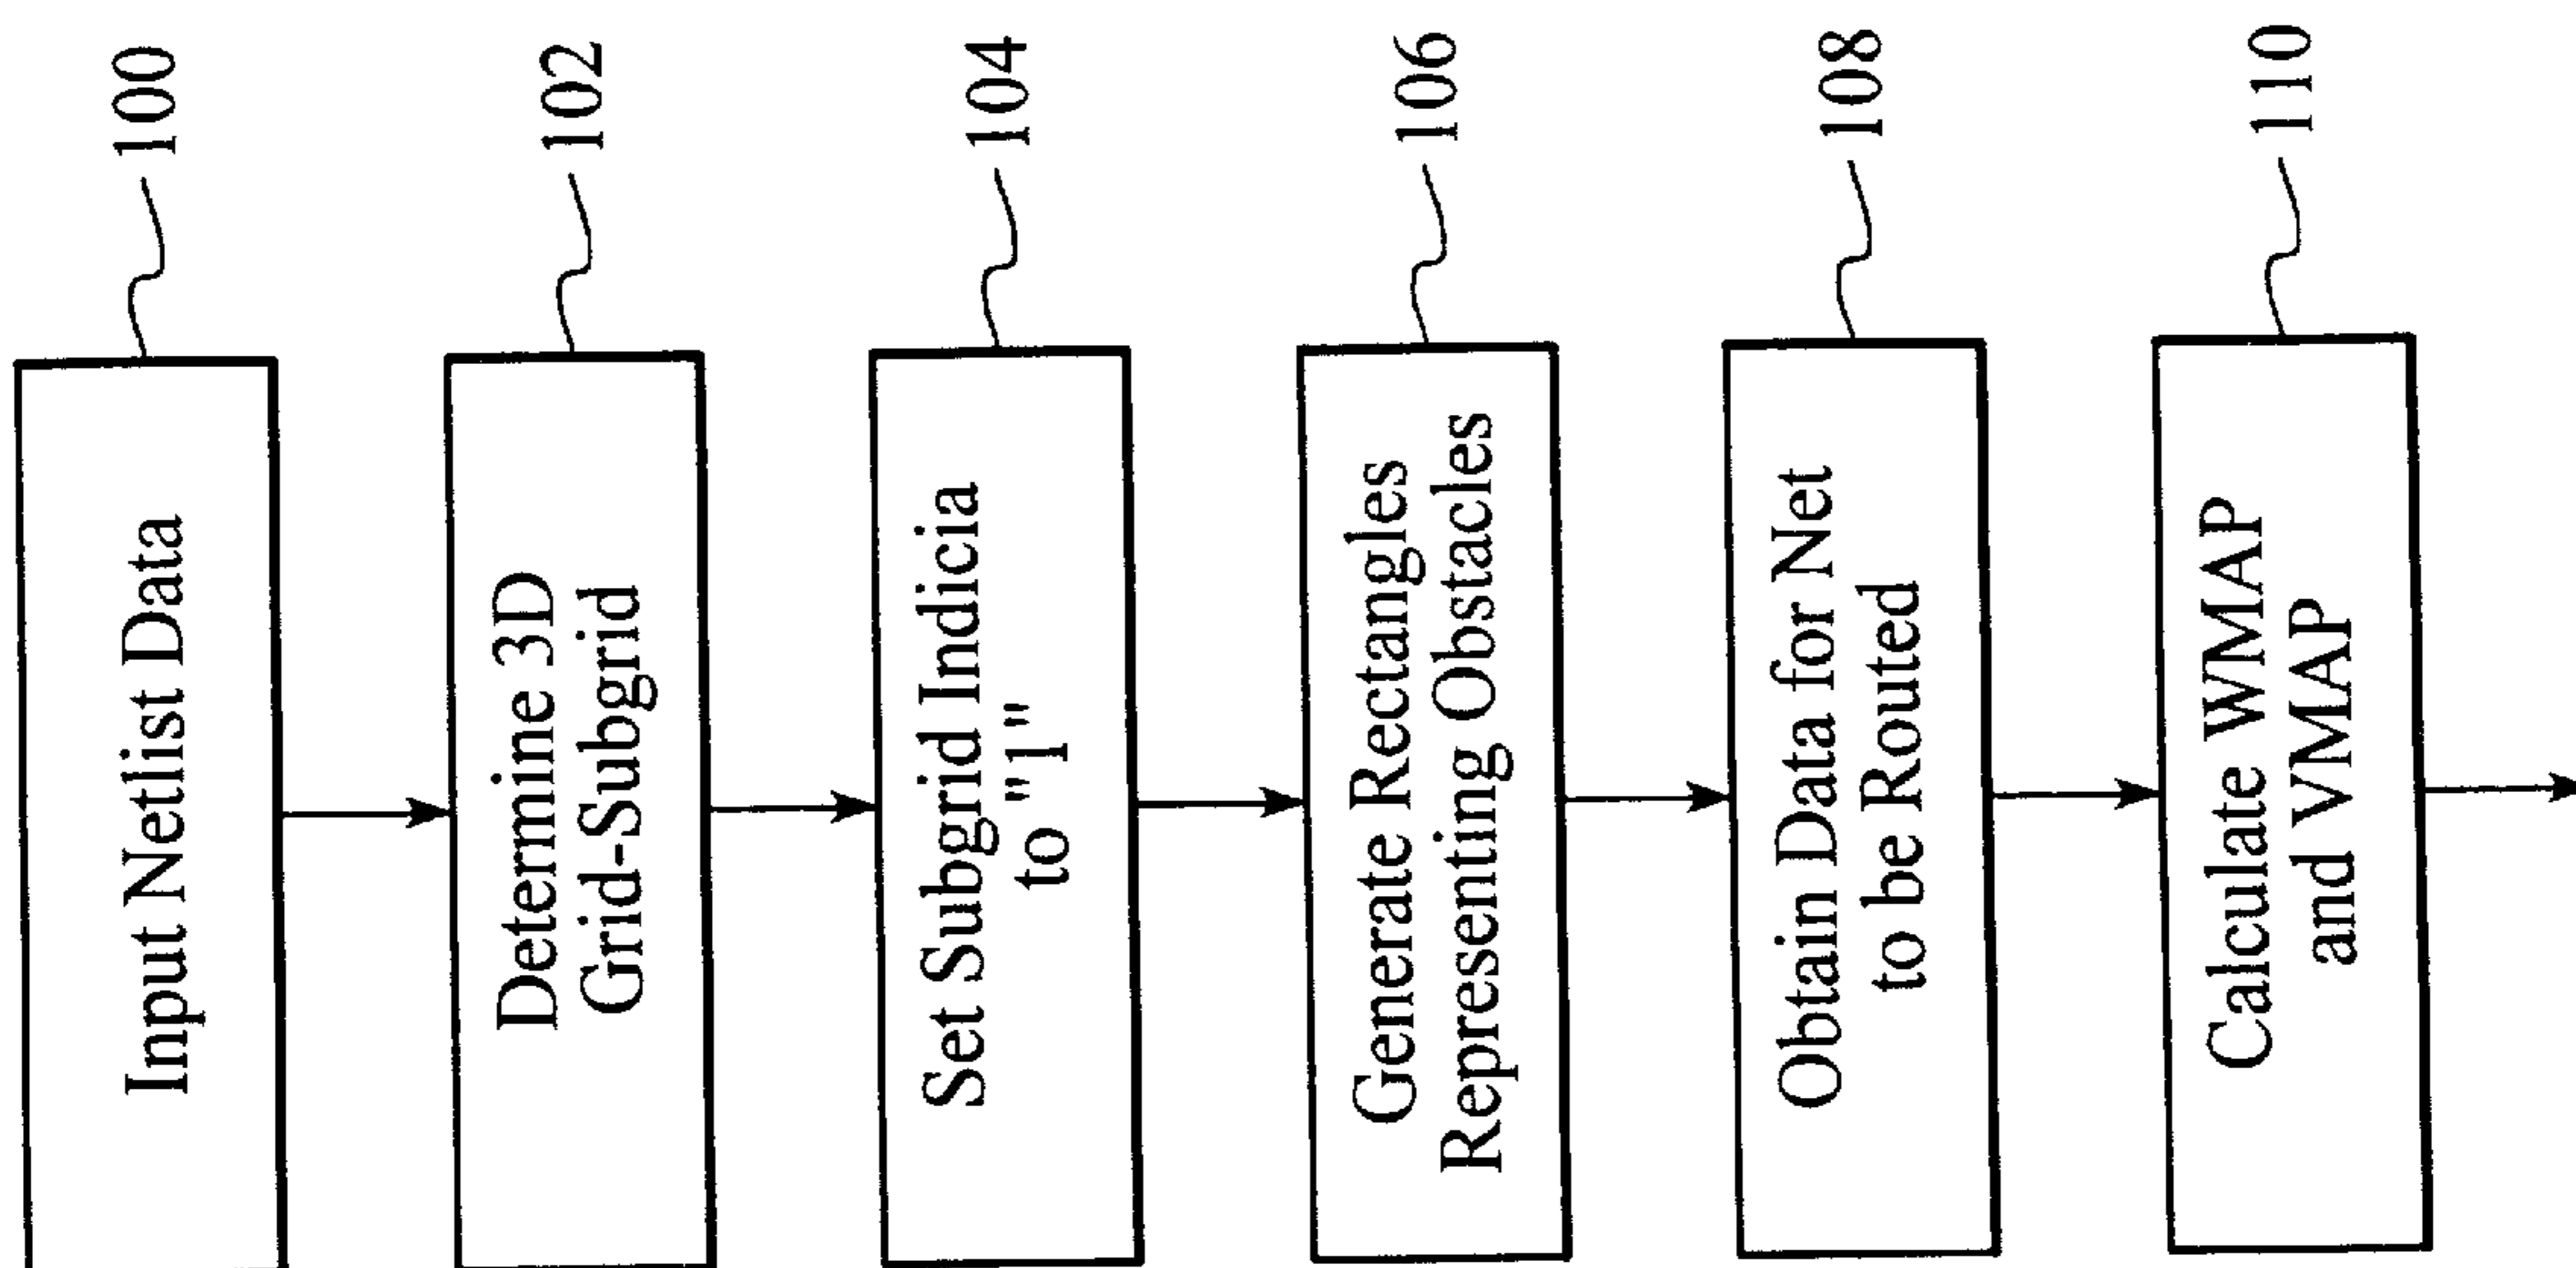 Input Netlist Data
100
Determine 3D
Grid-Subgrid
102
Set Subgrid Indicia
to "1"
104
Generate Rectangles
Representing Obstacles
106
Obtain Data for Net
to be Routed
108
Calculate WMAP
and VMAP
110